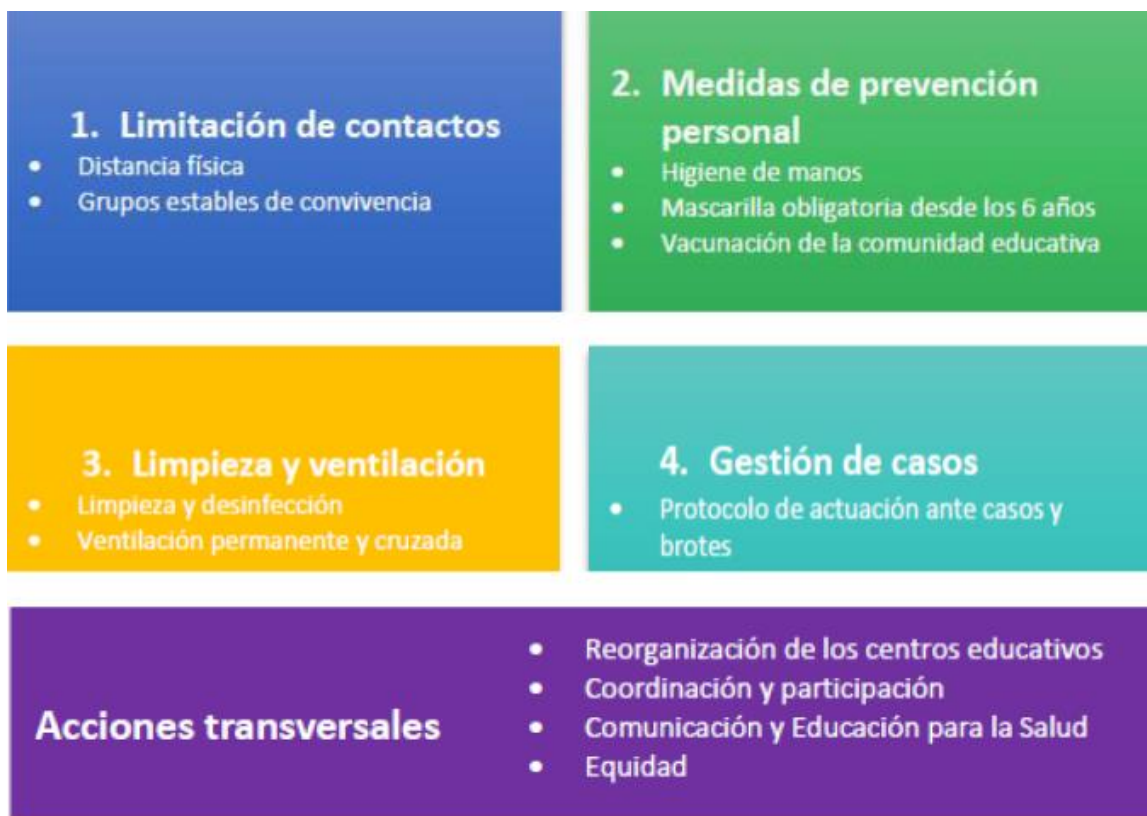 1. Limitación de contactos
• Distancia física
• Grupos estables de convivencia
2. Medidas de prevención
personal
• Higiene de manos
• Mascarilla obligatoria desde los 6 años
• Vacunación de la comunidad educativa
3. Limpieza y ventilación
• Limpieza y desinfección
• Ventilación permanente y cruzada
4. Gestión de casos
• Protocolo de actuación ante casos y
brotes
Acciones transversales
• Reorganización de los centros educativos
• Coordinación y participación
• Comunicación y Educación para la Salud
• Equidad